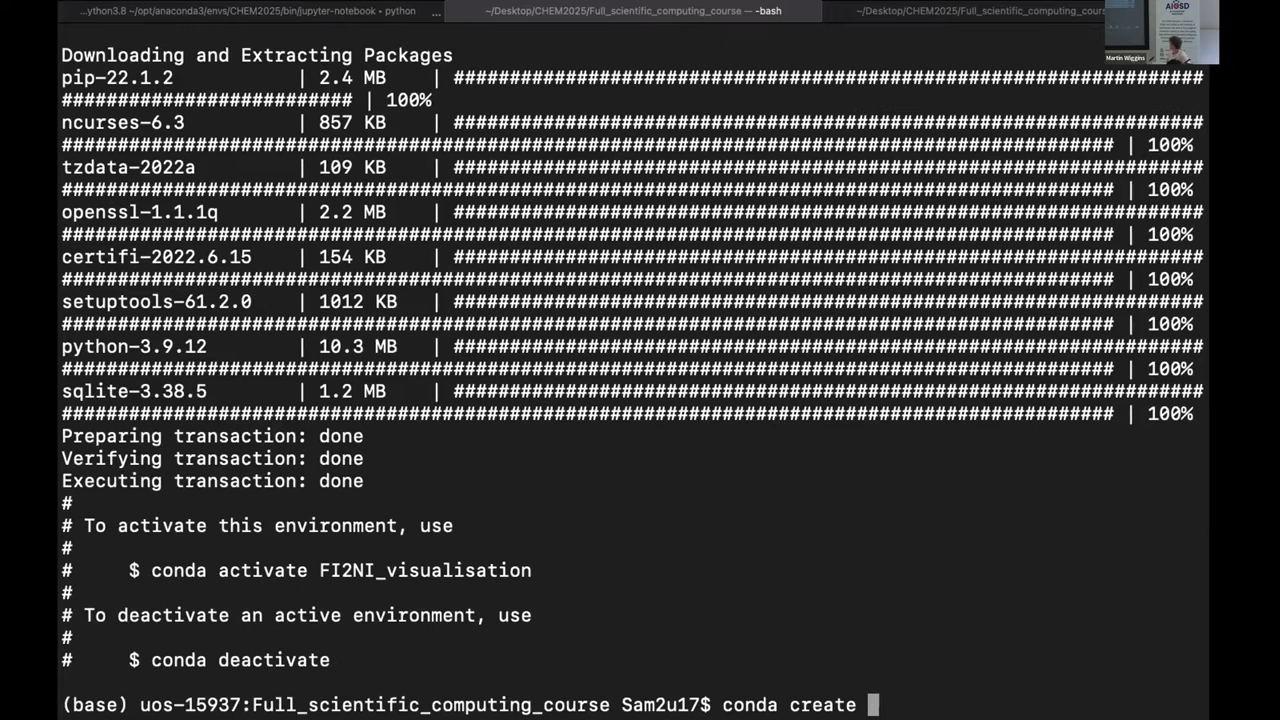 ...ython3.8 ~/opt/anaconda3/envs/CHEM2025/bin/jupyter-notebook • python ... ~/Desktop/CHEM2025/Full_scientific_computing_course — -bash ~/Desktop/CHEM2025/Full_scientific_computing_cours
AIUSD
Martin Wiggins
Downloading and Extracting Packages
pip-22.1.2 | 2.4 MB | ###################################################################
########################## | 100%
ncurses-6.3 | 857 KB | ###################################################################
############################################################################################## | 100%
tzdata-2022a | 109 KB | ###################################################################
############################################################################################## | 100%
openssl-1.1.1q | 2.2 MB | ###################################################################
############################################################################################## | 100%
certifi-2022.6.15 | 154 KB | ###################################################################
############################################################################################## | 100%
setuptools-61.2.0 | 1012 KB | ###################################################################
############################################################################################## | 100%
python-3.9.12 | 10.3 MB | ###################################################################
############################################################################################## | 100%
sqlite-3.38.5 | 1.2 MB | ###################################################################
############################################################################################## | 100%
Preparing transaction: done
Verifying transaction: done
Executing transaction: done
#
# To activate this environment, use
#
# $ conda activate FI2NI_visualisation
#
# To deactivate an active environment, use
#
# $ conda deactivate
(base) uos-15937:Full_scientific_computing_course Sam2u17$ conda create